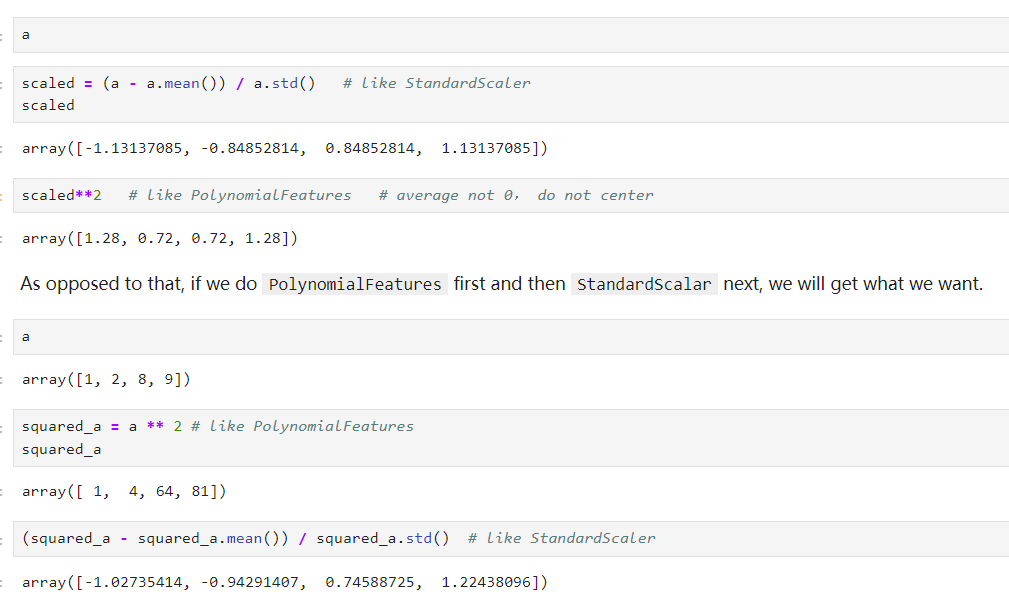 a
scaled = (a - a.mean()) / a.std()   # like StandardScaler
scaled
array([-1.13137085, -0.84852814,  0.84852814,  1.13137085])
scaled**2   # like PolynomialFeatures   # average not 0， do not center
array([1.28, 0.72, 0.72, 1.28])
As opposed to that, if we do PolynomialFeatures first and then StandardScalar next, we will get what we want.
a
array([1, 2, 8, 9])
squared_a = a ** 2 # like PolynomialFeatures
squared_a
array([ 1,  4, 64, 81])
(squared_a - squared_a.mean()) / squared_a.std()  # like StandardScaler
array([-1.02735414, -0.94291407,  0.74588725,  1.22438096])